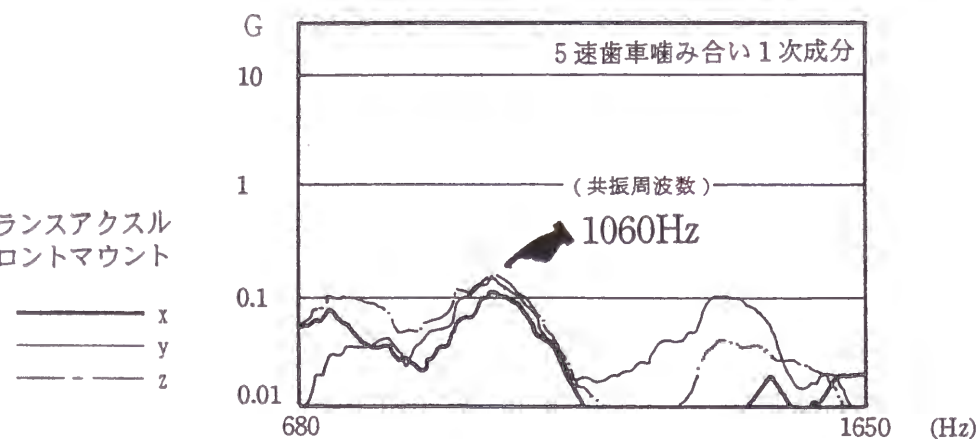 G
5速歯車噛み合い1次成分
10
1
(共振周波数)
1060Hz
ランスアクスル
ロントマウント
0.1
x
y
z
0.01
680
1650
(Hz)